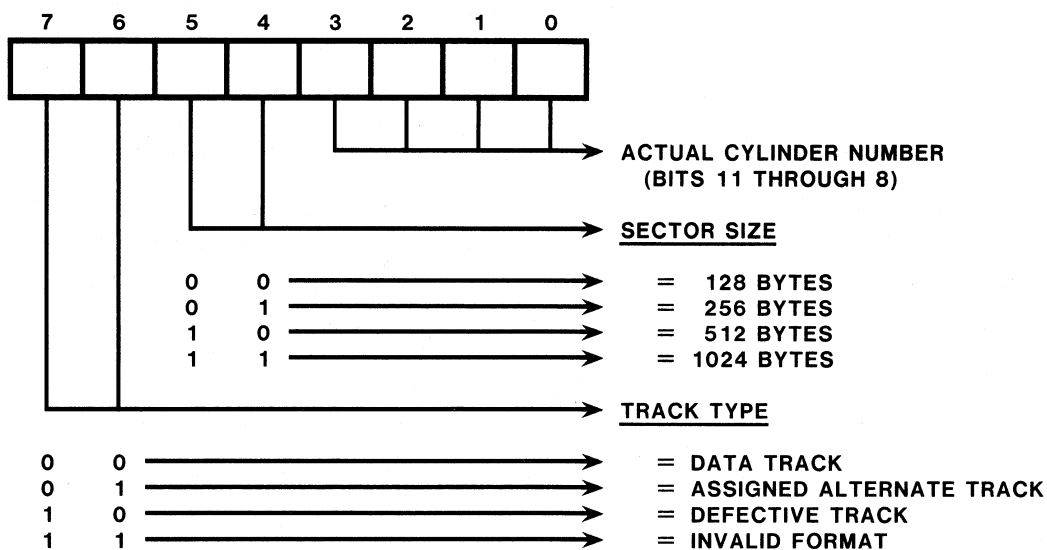 7 6 5 4 3 2 1 0
ACTUAL CYLINDER NUMBER
(BITS 11 THROUGH 8)
SECTOR SIZE
0 0 = 128 BYTES
0 1 = 256 BYTES
1 0 = 512 BYTES
1 1 = 1024 BYTES
TRACK TYPE
0 0 = DATA TRACK
0 1 = ASSIGNED ALTERNATE TRACK
1 0 = DEFECTIVE TRACK
1 1 = INVALID FORMAT